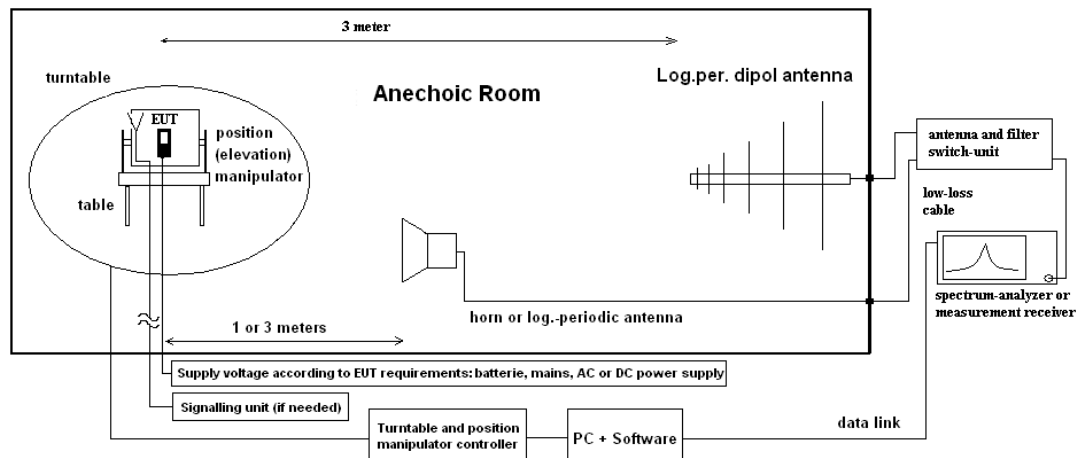 3 meter
turntable
Log.per. dipol antenna
Anechoic Room
EUT
position
(elevation)
manipulator
antenna and filter
switch-unit
table
low-loss
cable
spectrum-analyzer or
measurement receiver
horn or log.-periodic antenna
1 or 3 meters
Supply voltage according to EUT requirements: batterie, mains, AC or DC power supply
Signalling unit (if needed)
Turntable and position
manipulator controller
PC + Software
data link